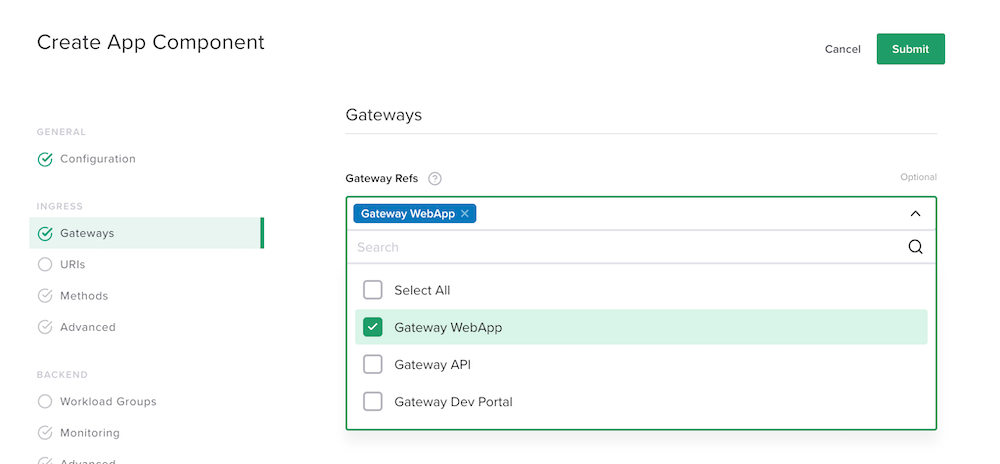 Create App Component
Cancel
Submit
GENERAL
Configuration
INGRESS
Gateways
URIs
Methods
Advanced
BACKEND
Workload Groups
Monitoring
Advanced
Gateways
Gateway Refs ?
Optional
Gateway WebApp ×
Search
Select All
Gateway WebApp
Gateway API
Gateway Dev Portal